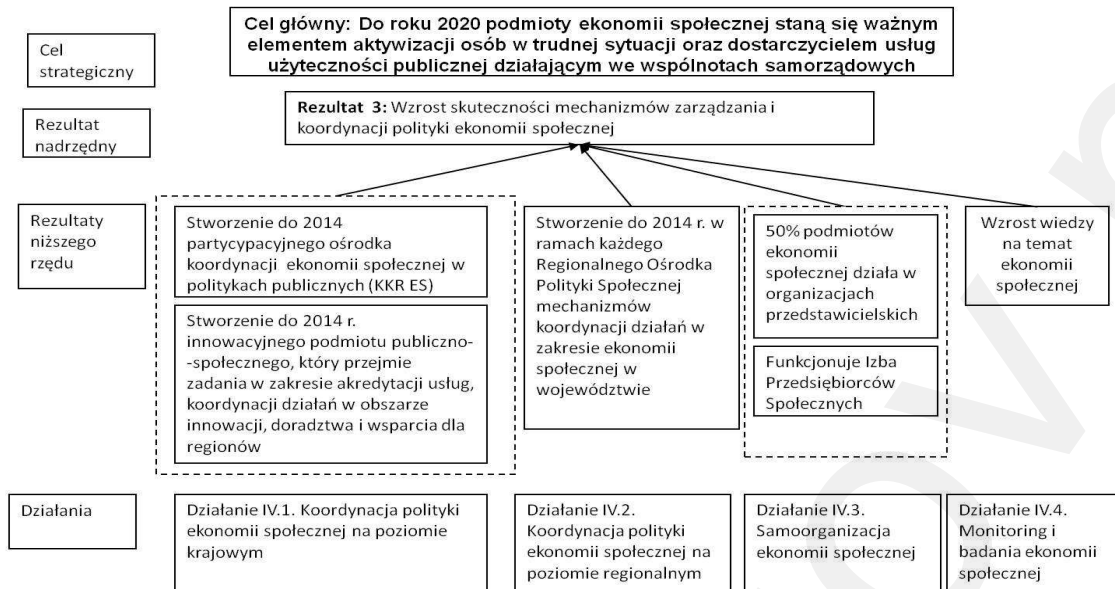 Cel
strategiczny
Cel główny: Do roku 2020 podmioty ekonomii społecznej staną się ważnym
elementem aktywizacji osób w trudnej sytuacji oraz dostarczycielem usług
użyteczności publicznej działającym we wspólnotach samorządowych
Rezultat
nadrzędny
Rezultat 3: Wzrost skuteczności mechanizmów zarządzania i
koordynacji polityki ekonomii społecznej
Rezultaty
niższego
rzędu
Stworzenie do 2014
partycypacyjnego ośrodka
koordynacji ekonomii społecznej w
politykach publicznych (KKR ES)
Stworzenie do 2014 r.
innowacyjnego podmiotu publiczno-
-społecznego, który przejmie
zadania w zakresie akredytacji usług,
koordynacji działań w obszarze
innowacji, doradztwa i wsparcia dla
regionów
Stworzenie do 2014 r. w
ramach każdego
Regionalnego Ośrodka
Polityki Społecznej
mechanizmów
koordynacji działań w
zakresie ekonomii
społecznej w
województwie
50% podmiotów
ekonomii
społecznej działa w
organizacjach
przedstawicielskich
Funkcjonuje Izba
Przedsiębiorców
Społecznych
Wzrost wiedzy
na temat
ekonomii
społecznej
Działania
Działanie IV.1. Koordynacja polityki
ekonomii społecznej na poziomie
krajowym
Działanie IV.2.
Koordynacja polityki
ekonomii społecznej na
poziomie regionalnym
Działanie IV.3.
Samoorganizacja
ekonomii społecznej
Działanie IV.4.
Monitoring i
badania ekonomii
społecznej